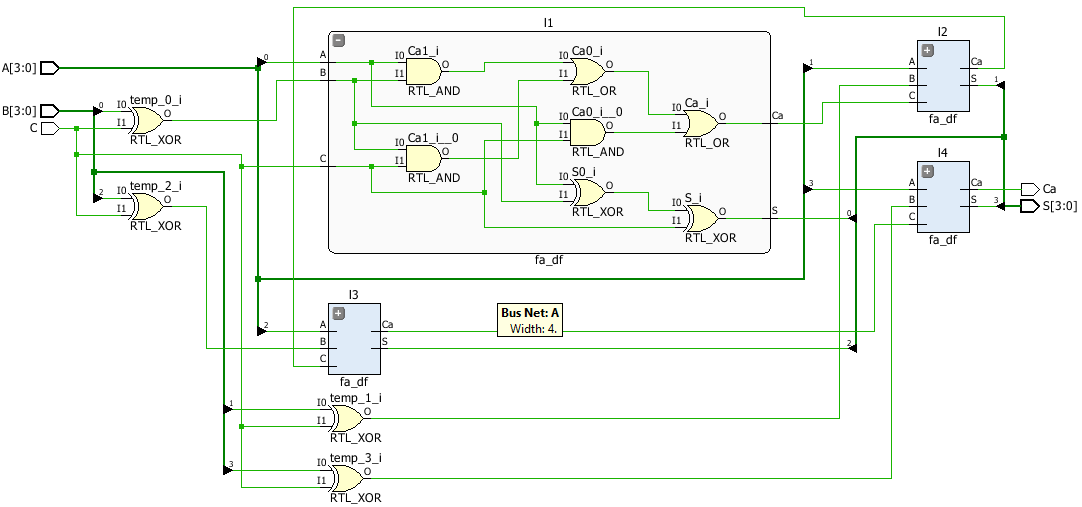 A[3:0]
B[3:0]
C
0
0
2
1
3
2
temp_0_i
I0
I1
O
RTL_XOR
temp_2_i
I0
I1
O
RTL_XOR
I1
A
B
C
Ca1_i
I0
I1
O
RTL_AND
Ca1_i__0
I0
I1
O
RTL_AND
Ca0_i
I0
I1
O
RTL_OR
Ca0_i__0
I0
I1
O
RTL_AND
S0_i
I0
I1
O
RTL_XOR
Ca_i
I0
I1
O
RTL_OR
S_i
I0
I1
O
RTL_XOR
Ca
S
fa_df
1
3
0
2
I2
A
B
C
Ca
S
fa_df
1
I4
A
B
C
Ca
S
fa_df
3
Ca
S[3:0]
I3
A
B
C
Ca
S
fa_df
Bus Net: A
Width: 4.
temp_1_i
I0
I1
O
RTL_XOR
temp_3_i
I0
I1
O
RTL_XOR